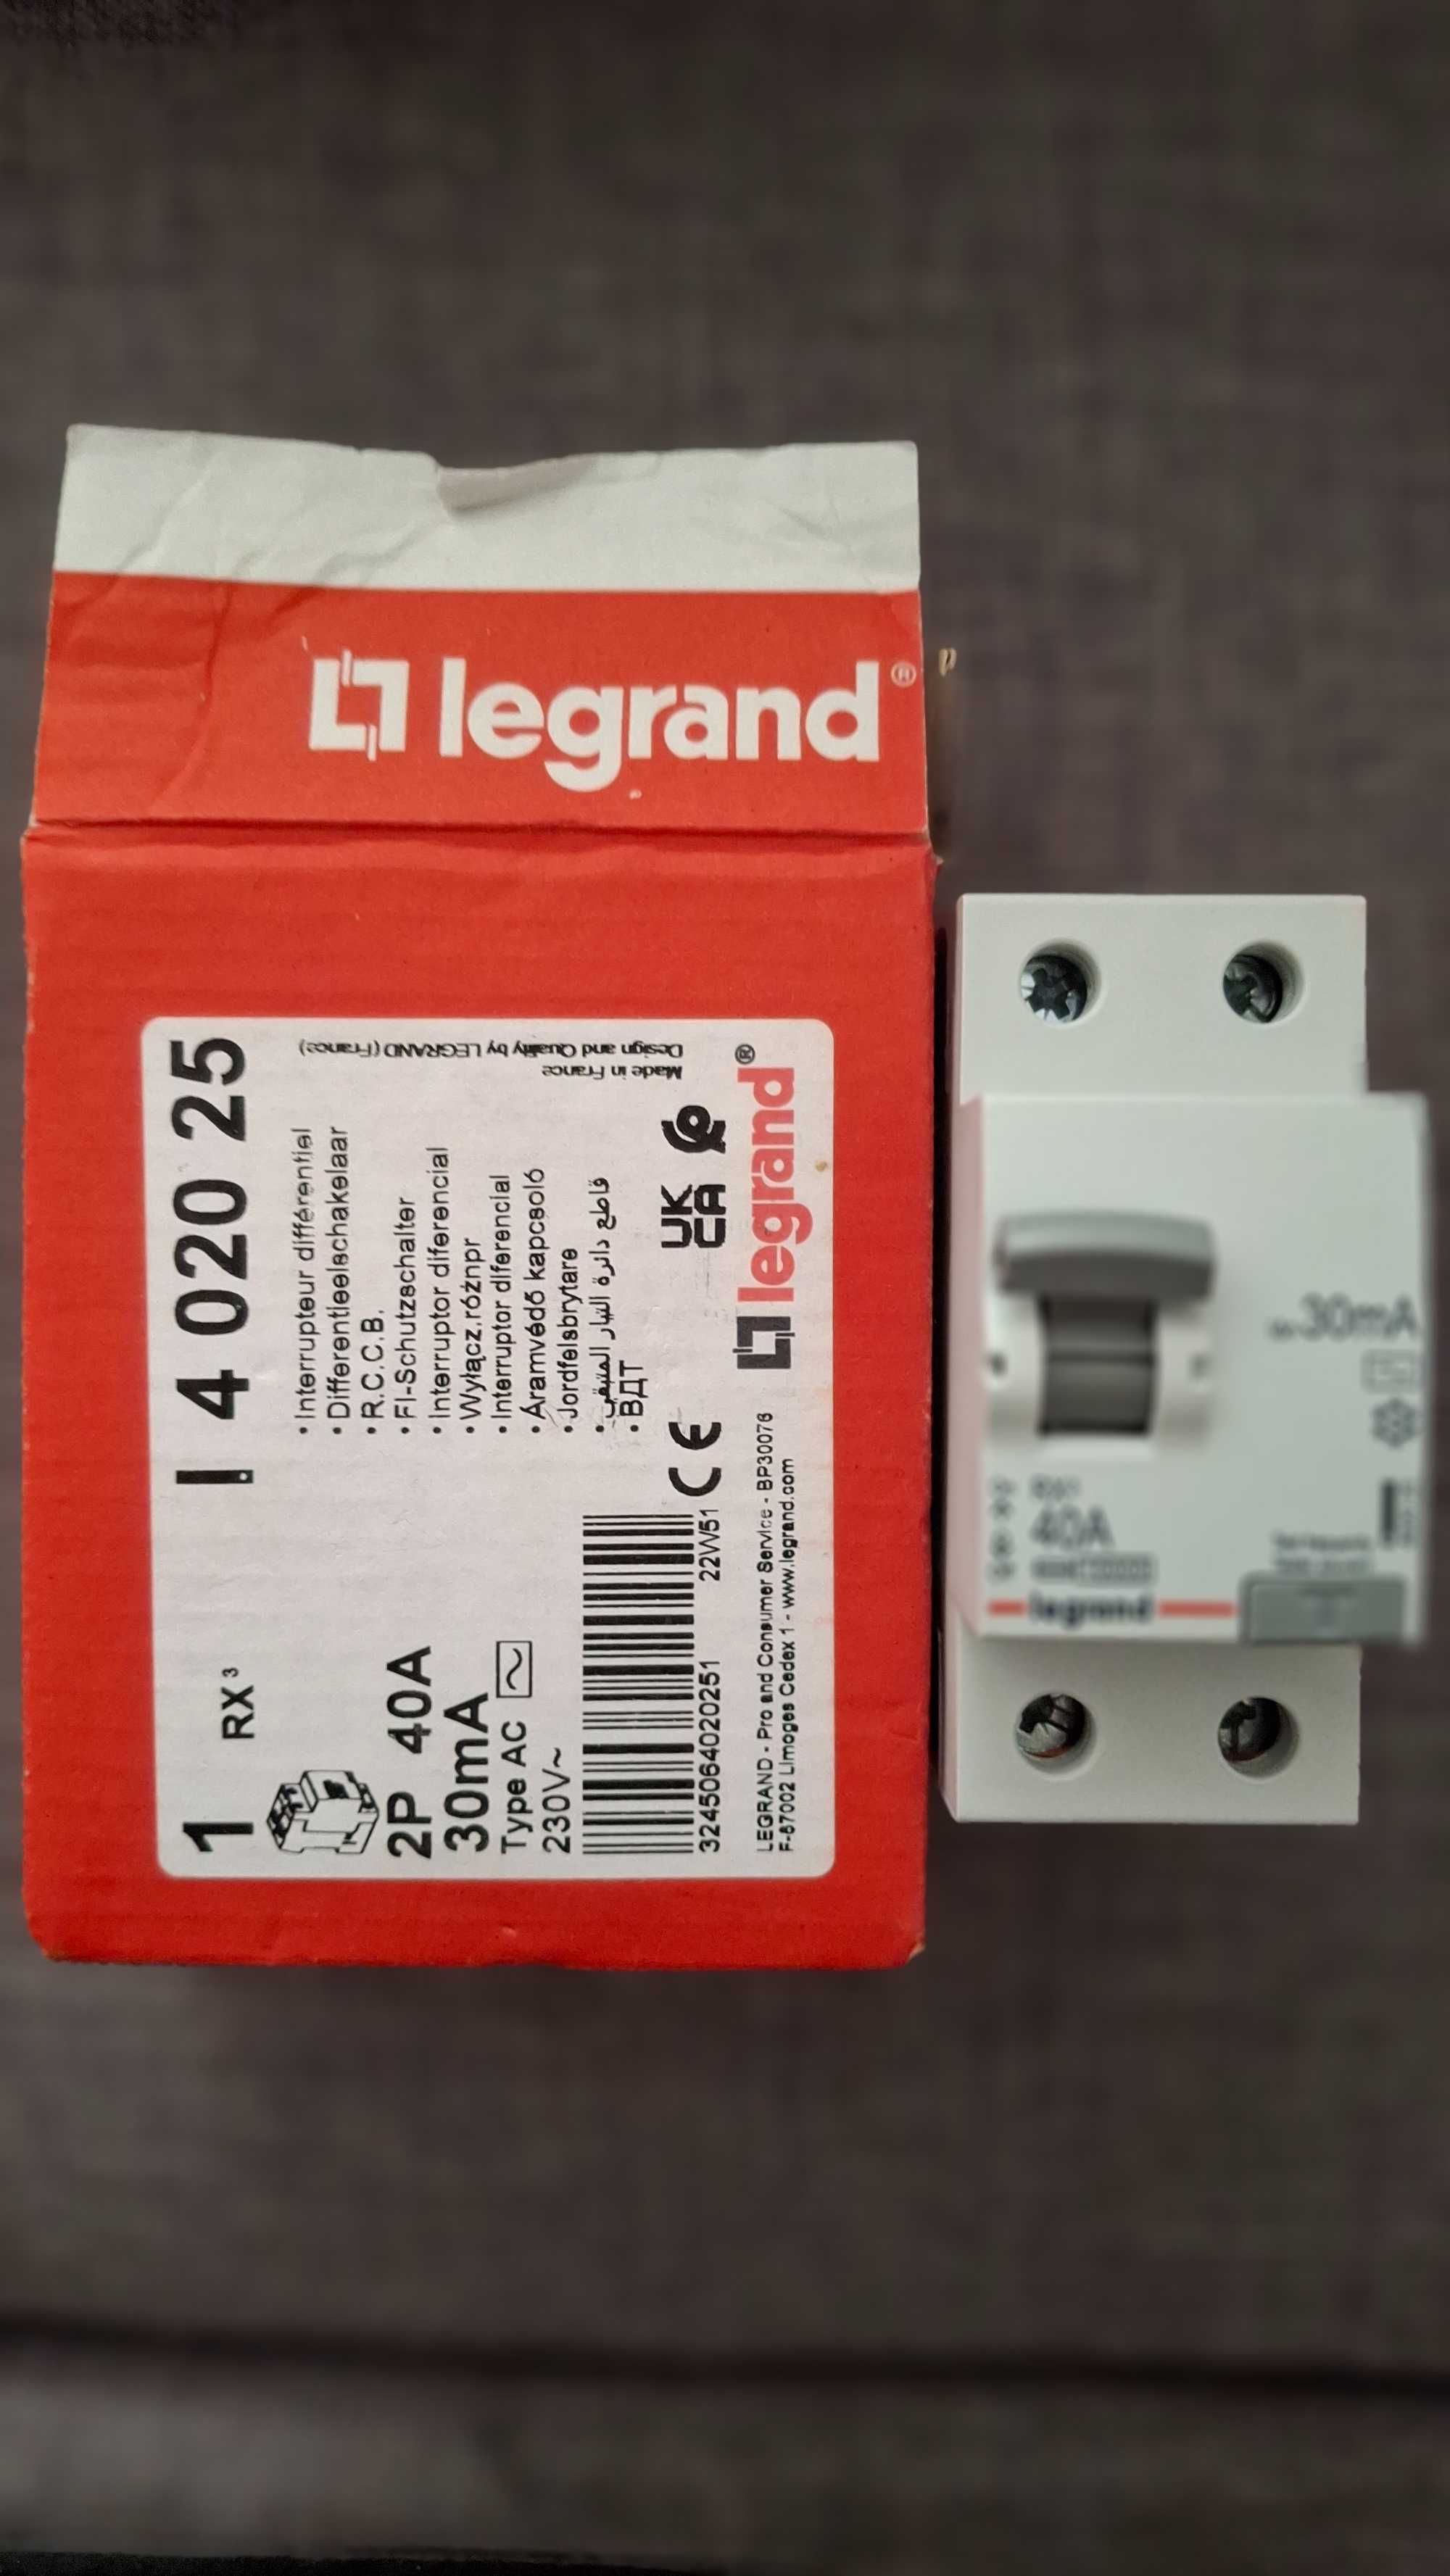 legrand®
4 020 25
1
RX³
2P 40A
30mA
Type AC
230V~
• Interrupteur différentiel
• Differentieelschakelaar
• R.C.C.B.
• FI-Schutzschalter
• Interruptor diferencial
• Wyłącz.różnpr
• Interruptor diferencial
• Áramvédő kapcsoló
• Jordfelsbrytare
• قاطع دائرة التيار المتبقي
• ВДТ
Made in France
Design and Quality by LEGRAND (France)
3245064020251
22W51
CE
UK
CA
LEGRAND - Pro and Consumer Service - BP30076
F-87002 Limoges Cedex 1 - www.legrand.com
legrand®
30mA
RX³
40A
10000
legrand